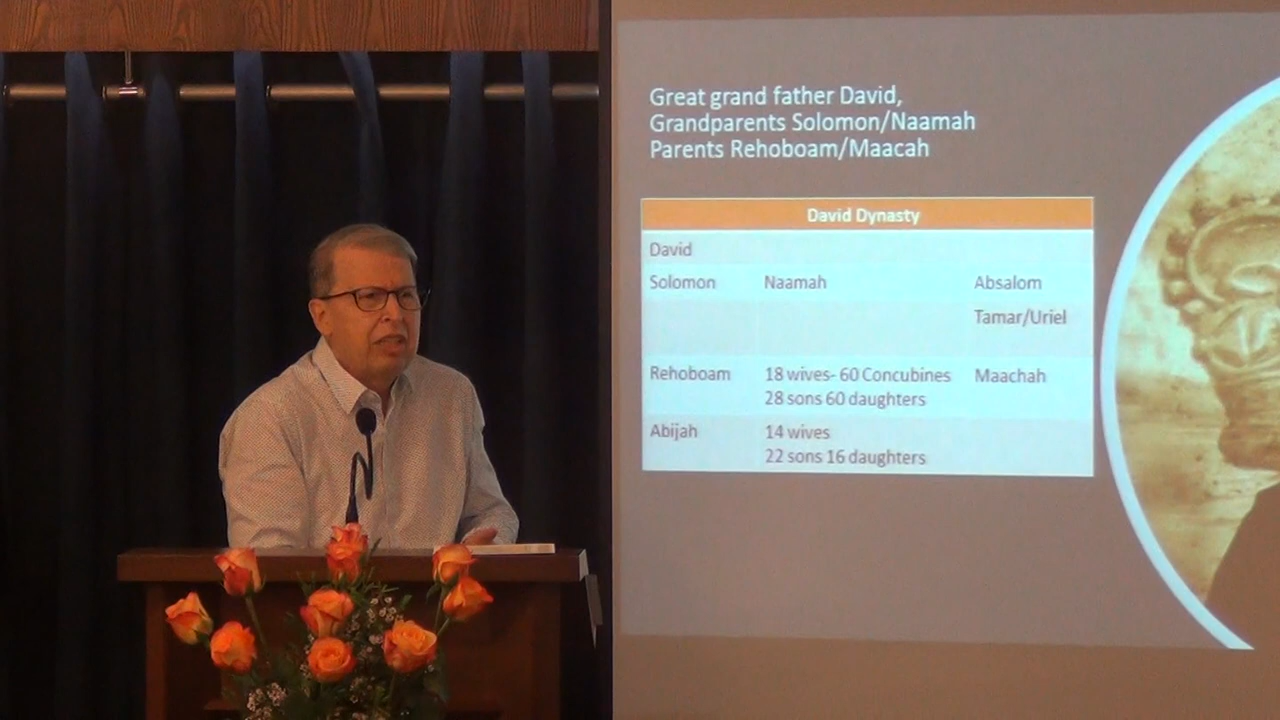 Great grand father David,
Grandparents Solomon/Naamah
Parents Rehoboam/Maacah
David Dynasty
David
Solomon Naamah Absalom
Tamar/Uriel
Rehoboam 18 wives- 60 Concubines Maachah
28 sons 60 daughters
Abijah 14 wives
22 sons 16 daughters